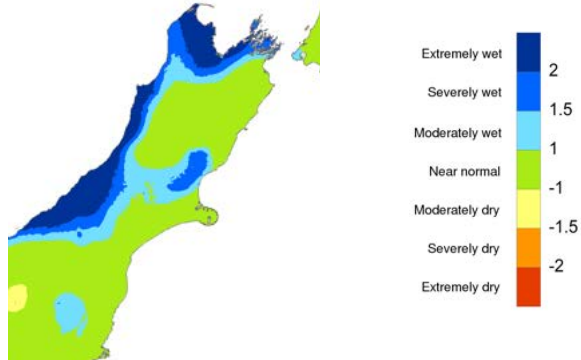 Extremely wet
2
Severely wet
1.5
Moderately wet
1
Near normal
-1
Moderately dry
-1.5
Severely dry
-2
Extremely dry